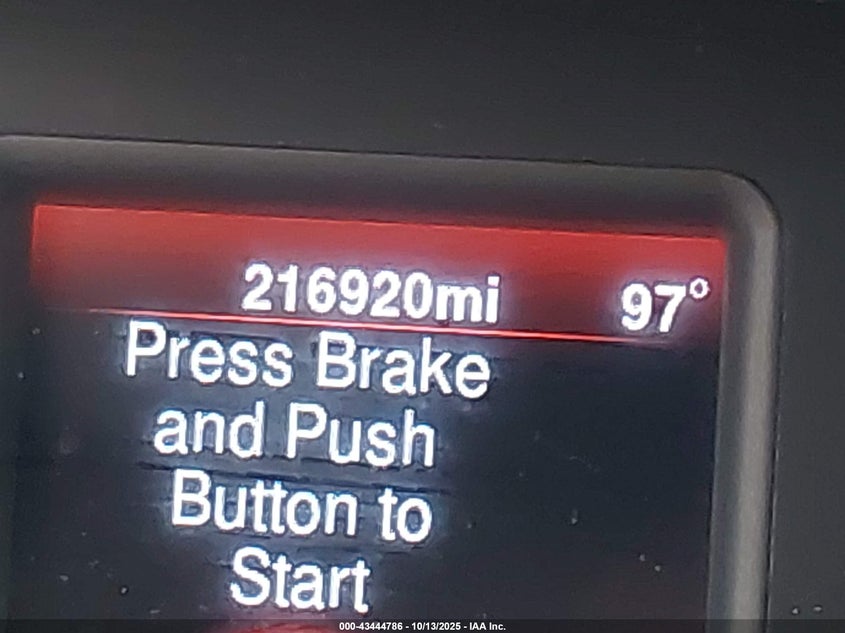 216920mi 97°
Press Brake
and Push
Button to
Start
000-43444786 - 10/13/2025 - IAA Inc.